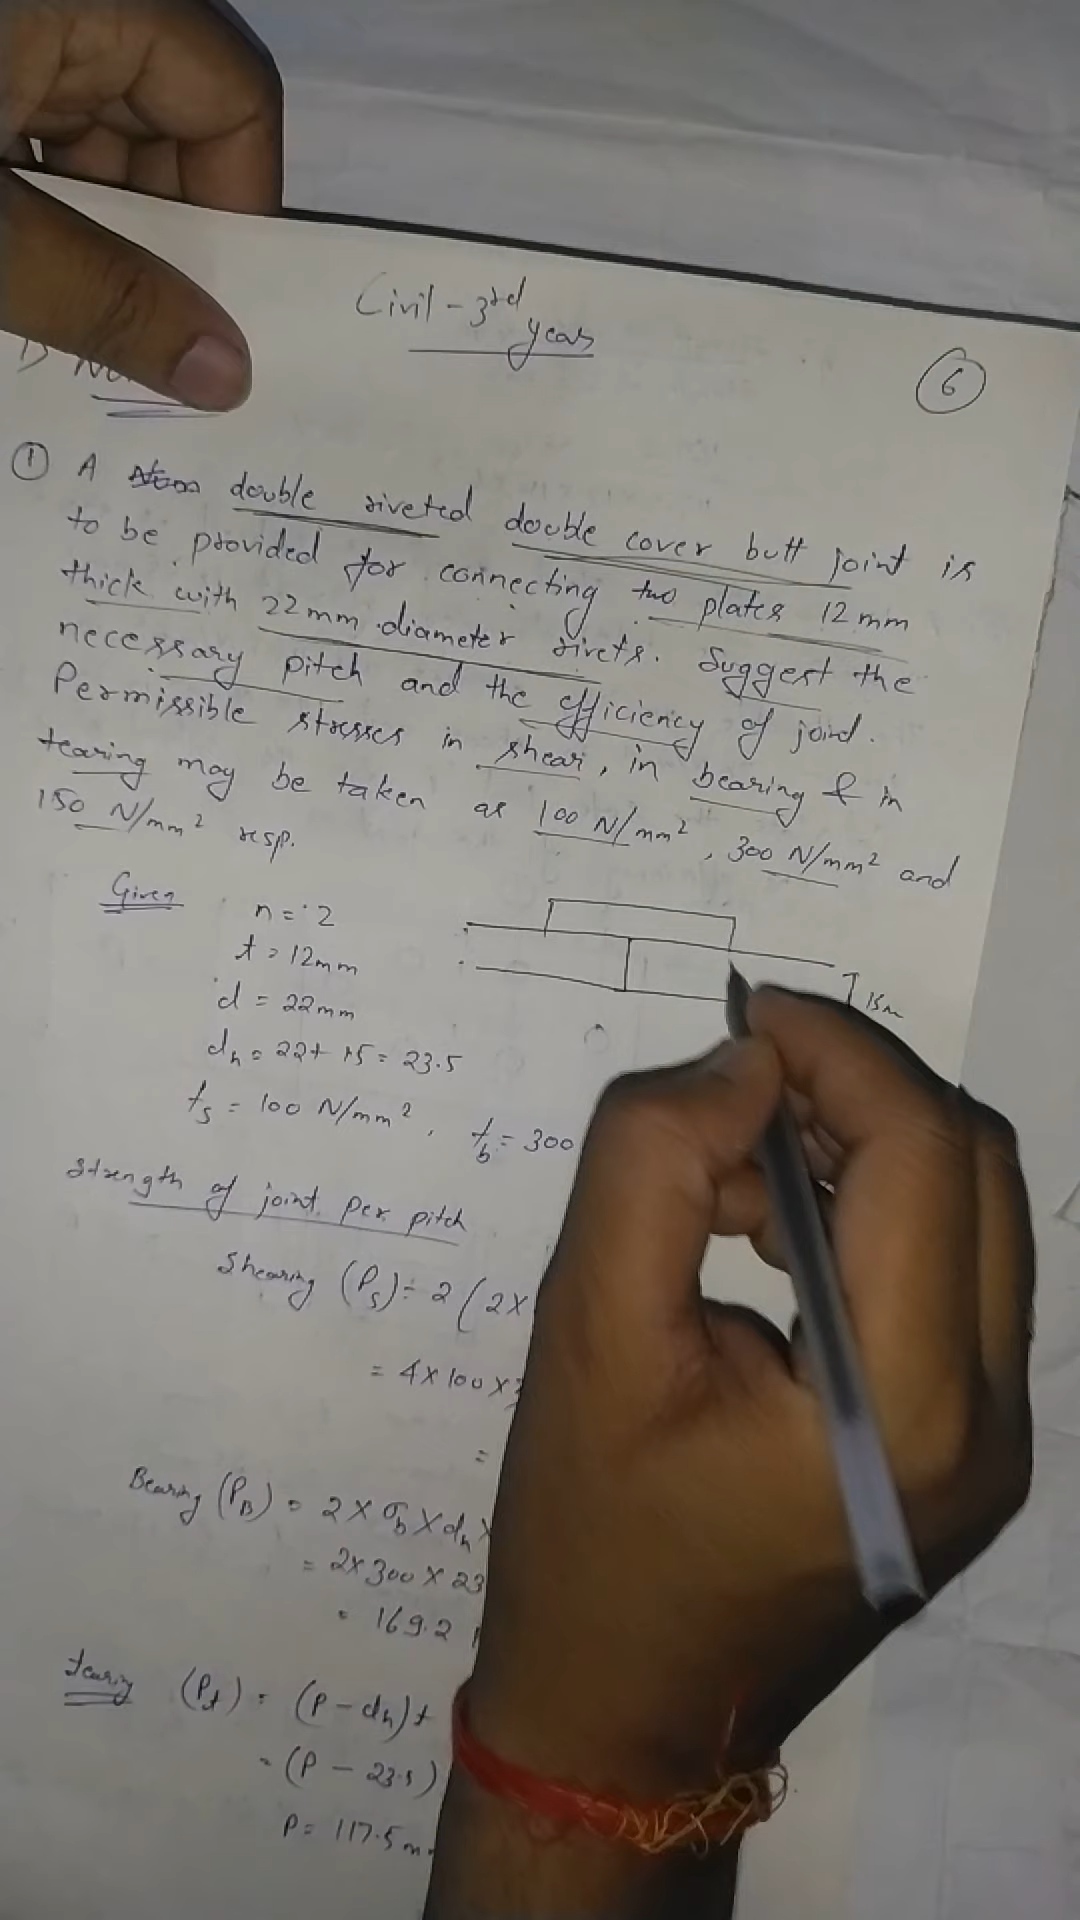 Civil - 3rd year
6
1)
① A double riveted double cover butt joint is
to be provided for connecting two plates 12 mm
thick with 22mm diameter rivets. Suggest the
necessary pitch and the efficiency of joint.
Permissible stresses in shear, in bearing & in
tearing may be taken as 100 N/mm², 300 N/mm² and
150 N/mm² resp.
Given
n = 2
t = 12mm
d = 22mm
dh = 22+1.5 = 23.5
fs = 100 N/mm², fb = 300
15m
Strength of joint per pitch
Shearing (Ps) = 2 (2×
= 4×100×
=
Bearing (PB) = 2×σb×dh×
= 2×300×23
= 169.2
Tearing (Pt) = (P-dh)t
= (P - 23.5)
P = 117.5m